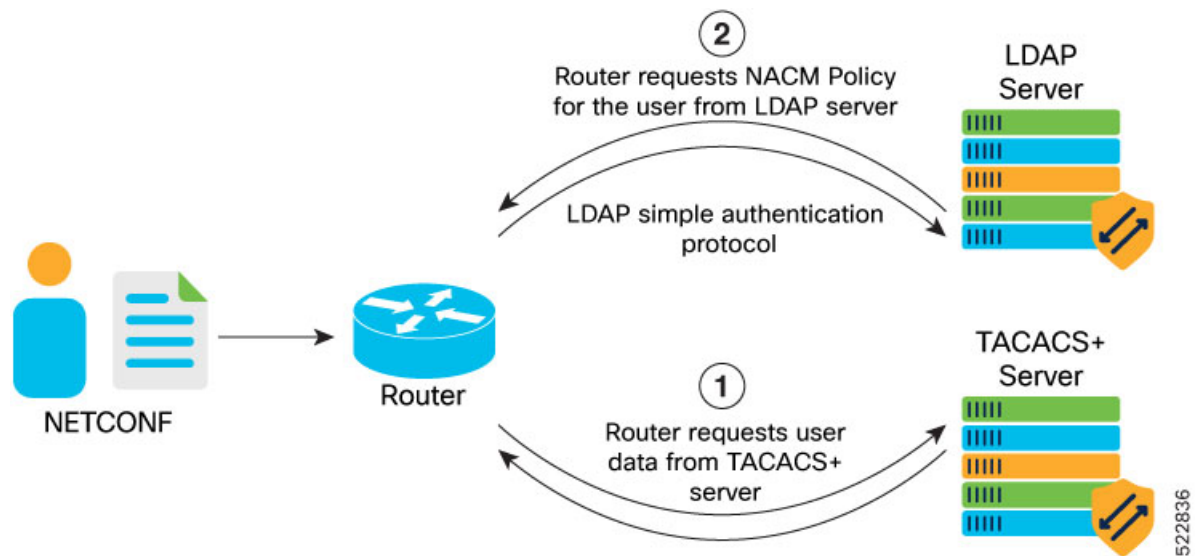 2
Router requests NACM Policy
for the user from LDAP server
LDAP
Server
LDAP simple authentication
protocol
NETCONF
Router
1
Router requests user
data from TACACS+
server
TACACS+
Server
522836